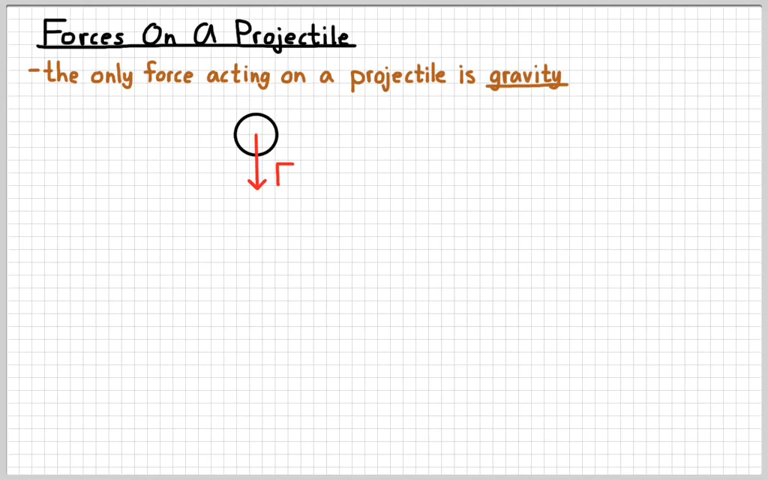 Forces On A Projectile
-the only force acting on a projectile is gravity